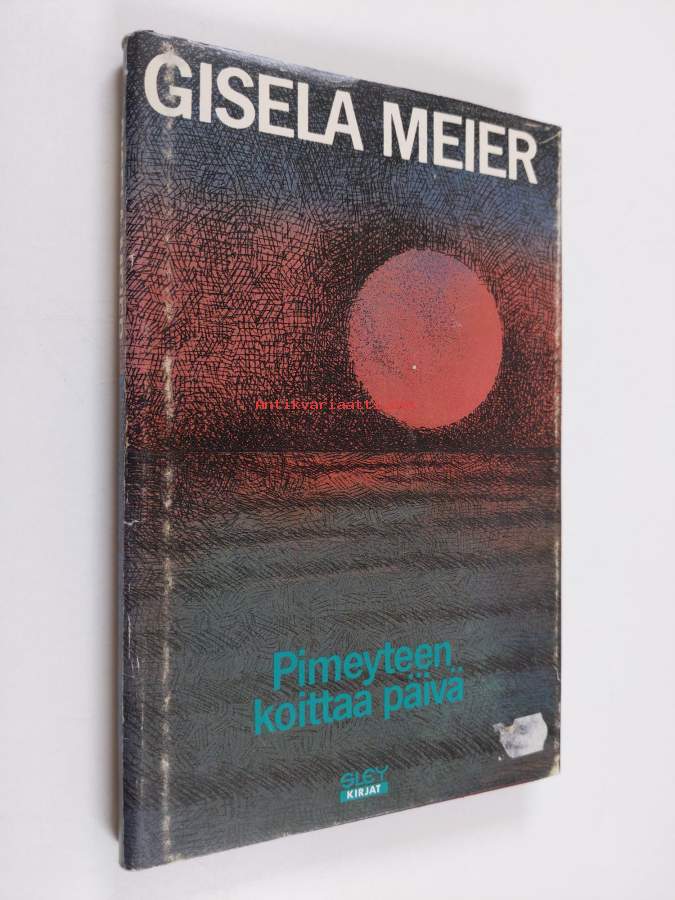 GISELA MEIER
Antikvariaatti.net
Pimeyteen
koittaa päivä
SLEY
KIRJAT